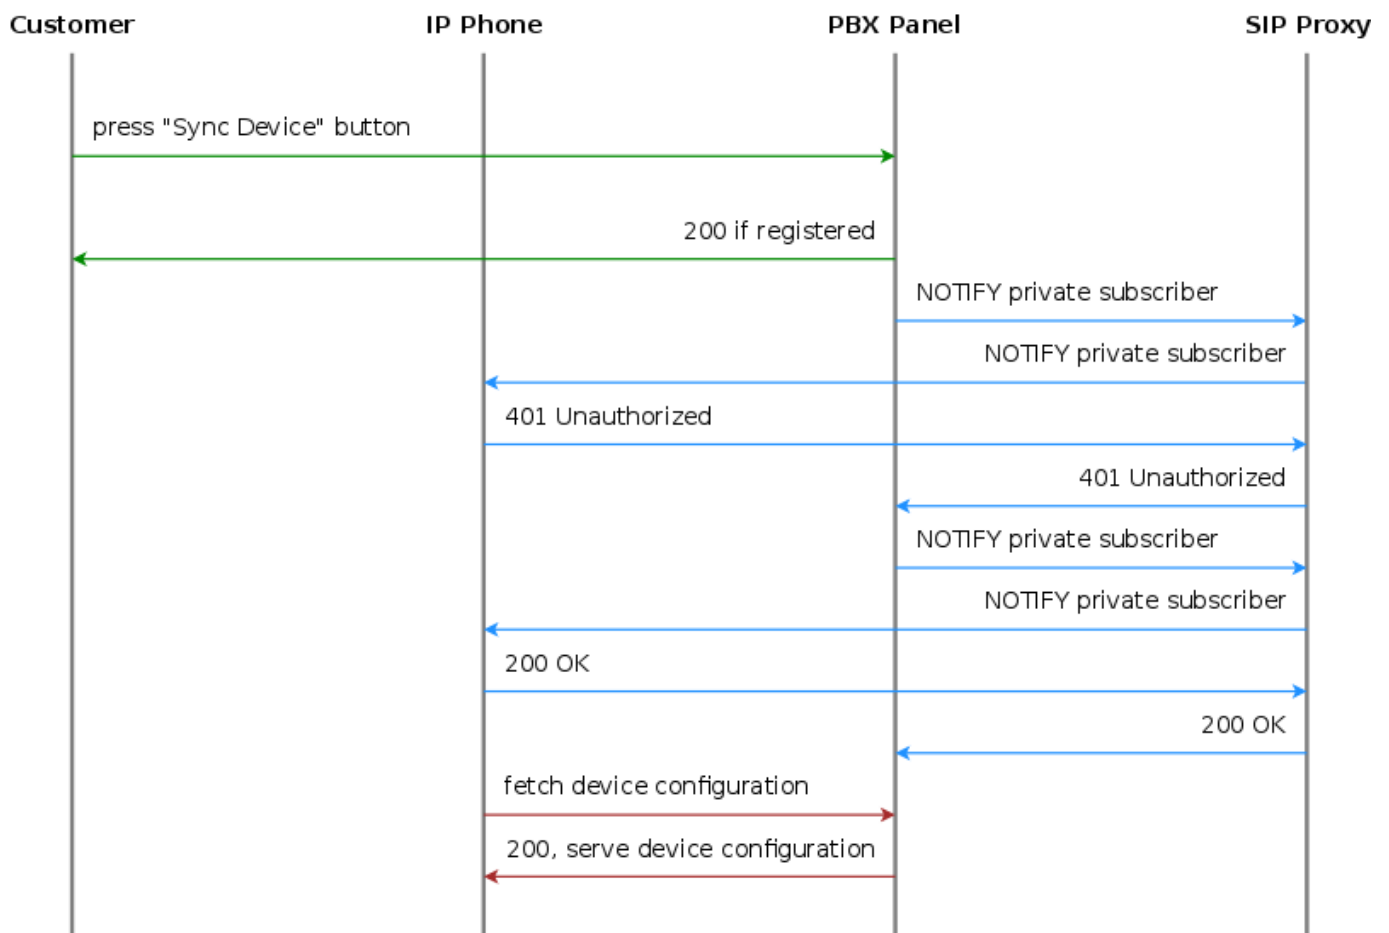 Customer IP Phone PBX Panel SIP Proxy
press "Sync Device" button
200 if registered
NOTIFY private subscriber
NOTIFY private subscriber
401 Unauthorized
401 Unauthorized
NOTIFY private subscriber
NOTIFY private subscriber
200 OK
200 OK
fetch device configuration
200, serve device configuration